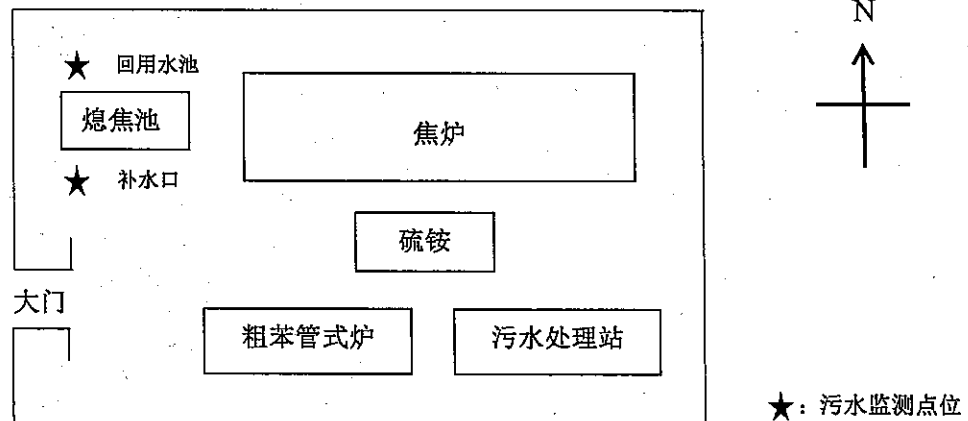 N
回用水池
熄焦池
焦炉
补水口
硫铵
大门
粗苯管式炉
污水处理站
★：污水监测点位